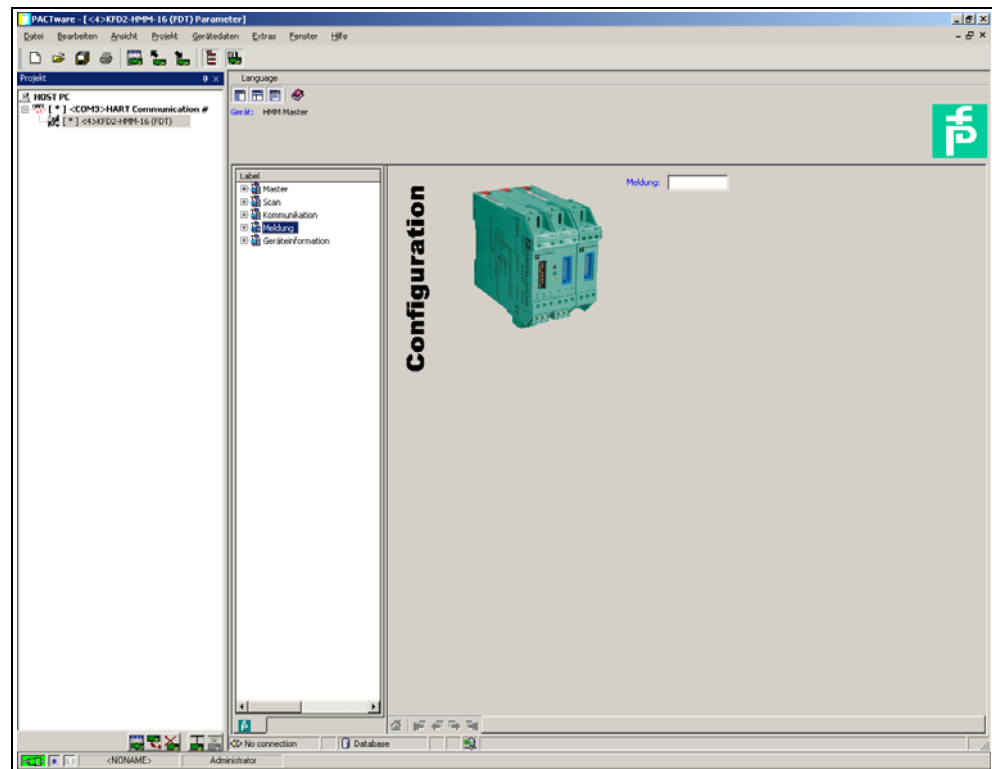 PACTware - [<4>KFD2-HMM-16 (FDT) Parameter]
Datei Bearbeiten Ansicht Projekt Gerätedaten Extras Fenster Hilfe
Projekt
HOST PC
[ * ] <COM3>HART Communication #
[ * ] <4>KFD2-HMM-16 (FDT)
Language
Gerät: HMM Master
Label
Master
Scan
Kommunikation
Meldung
Geräteinformation
Configuration
Meldung:
No connection
Database
<NONAME>
Administrator